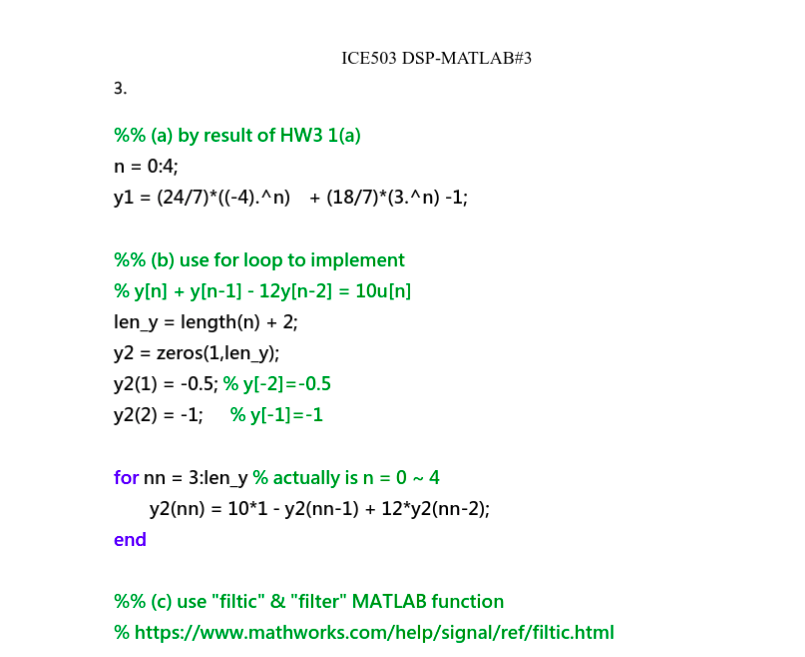 ICE503 DSP-MATLAB#3
3.
%% (a) by result of HW3 1(a)
n = 0:4;
y1 = (24/7)*((-4).^n)   + (18/7)*(3.^n) -1;
%% (b) use for loop to implement
% y[n] + y[n-1] - 12y[n-2] = 10u[n]
len_y = length(n) + 2;
y2 = zeros(1,len_y);
y2(1) = -0.5; % y[-2]=-0.5
y2(2) = -1;   % y[-1]=-1
for nn = 3:len_y % actually is n = 0 ~ 4
y2(nn) = 10*1 - y2(nn-1) + 12*y2(nn-2);
end
%% (c) use "filtic" & "filter" MATLAB function
% https://www.mathworks.com/help/signal/ref/filtic.html